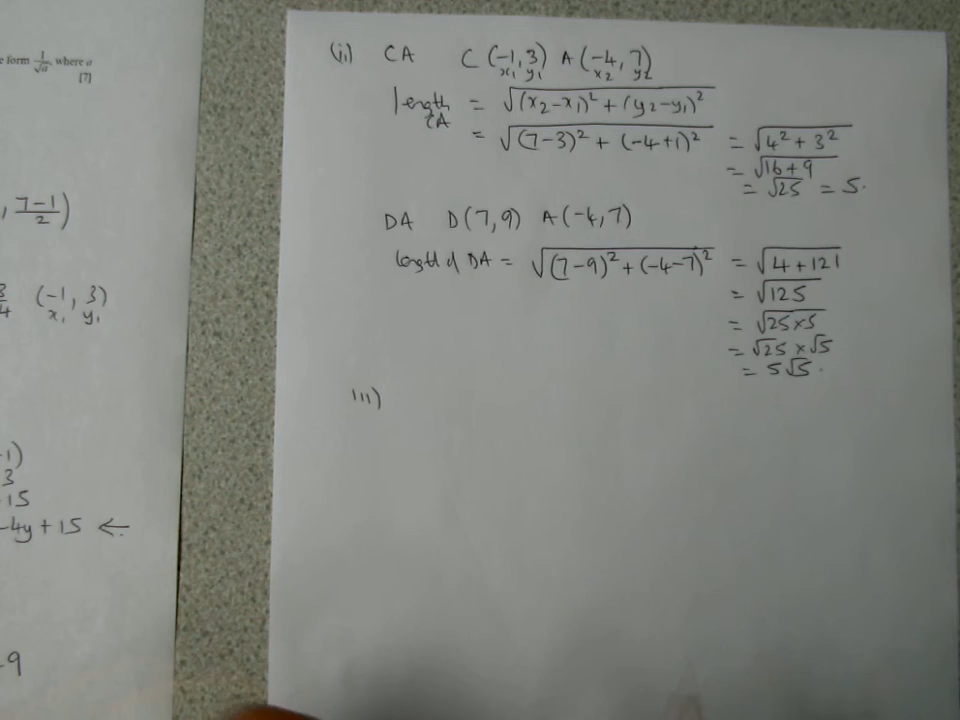 e form 1/√a, where a
[7]
, 7-1/2)
3/4 (-1, 3)
x₁ y₁
-1)
3
-15
-4y + 15 ←
-9
(ii) CA C (-1, 3) A (-4, 7)
x₁ y₁ x₂ y₂
length CA = √(x₂-x₁)² + (y₂-y₁)²
= √(7-3)² + (-4+1)² = √4² + 3²
= √16+9
= √25 = 5.
DA D(7, 9) A(-4, 7)
length of DA = √(7-9)² + (-4-7)² = √4 + 121
= √125
= √25×5
= √25 × √5
= 5√5.
iii)